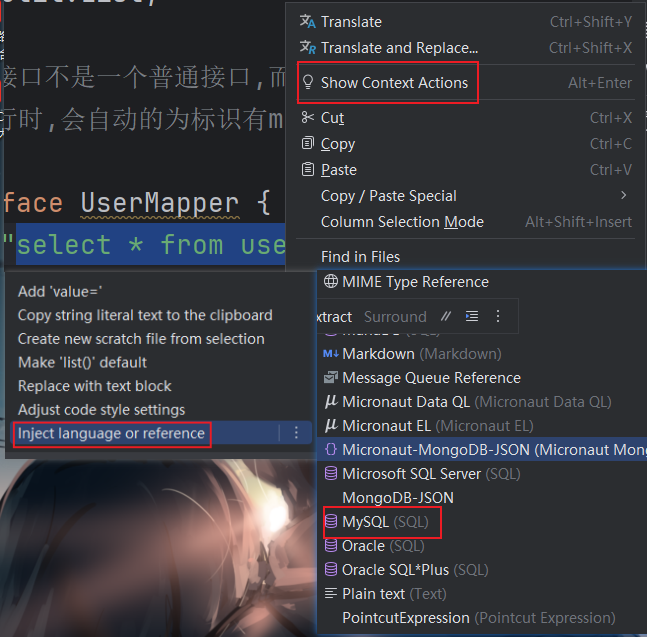 Translate Ctrl+Shift+Y
Translate and Replace... Ctrl+Shift+X
接口不是一个普通接口,而
Show Context Actions Alt+Enter
行时,会自动的为标识有m
Cut Ctrl+X
Copy Ctrl+C
Paste Ctrl+V
Copy / Paste Special
face UserMapper {
Column Selection Mode Alt+Shift+Insert
"select * from use
Find in Files
MIME Type Reference
Add 'value='
Copy string literal text to the clipboard
Create new scratch file from selection
Make 'list()' default
Replace with text block
Adjust code style settings
Inject language or reference
xtract Surround //
Markdown (Markdown)
Message Queue Reference
Micronaut Data QL (Micronaut Data QL)
Micronaut EL (Micronaut EL)
Micronaut-MongoDB-JSON (Micronaut Mong
Microsoft SQL Server (SQL)
MongoDB-JSON
MySQL (SQL)
Oracle (SQL)
Oracle SQL*Plus (SQL)
Plain text (Text)
PointcutExpression (Pointcut Expression)